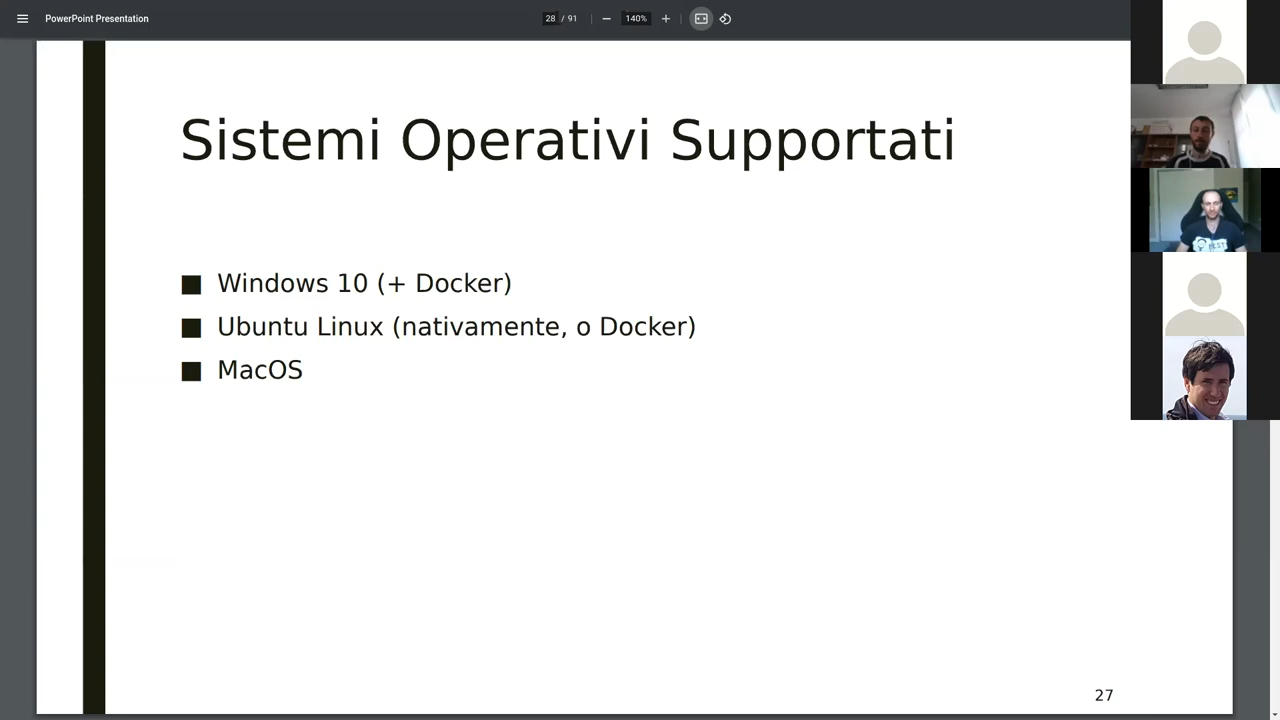 PowerPoint Presentation
28 / 91
140%
Sistemi Operativi Supportati
Windows 10 (+ Docker)
Ubuntu Linux (nativamente, o Docker)
MacOS
27